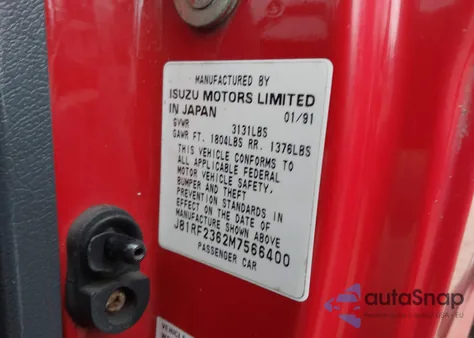 MANUFACTURED BY
ISUZU MOTORS LIMITED
IN JAPAN 01/91
GVWR 3131LBS
GAWR FT. 1804LBS RR. 1376LBS
THIS VEHICLE CONFORMS TO
ALL APPLICABLE FEDERAL
MOTOR VEHICLE SAFETY,
BUMPER AND THEFT
PREVENTION STANDARDS IN
EFFECT ON THE DATE OF
MANUFACTURE SHOWN ABOVE
J81RF2362M7566400
PASSENGER CAR
autoSnap